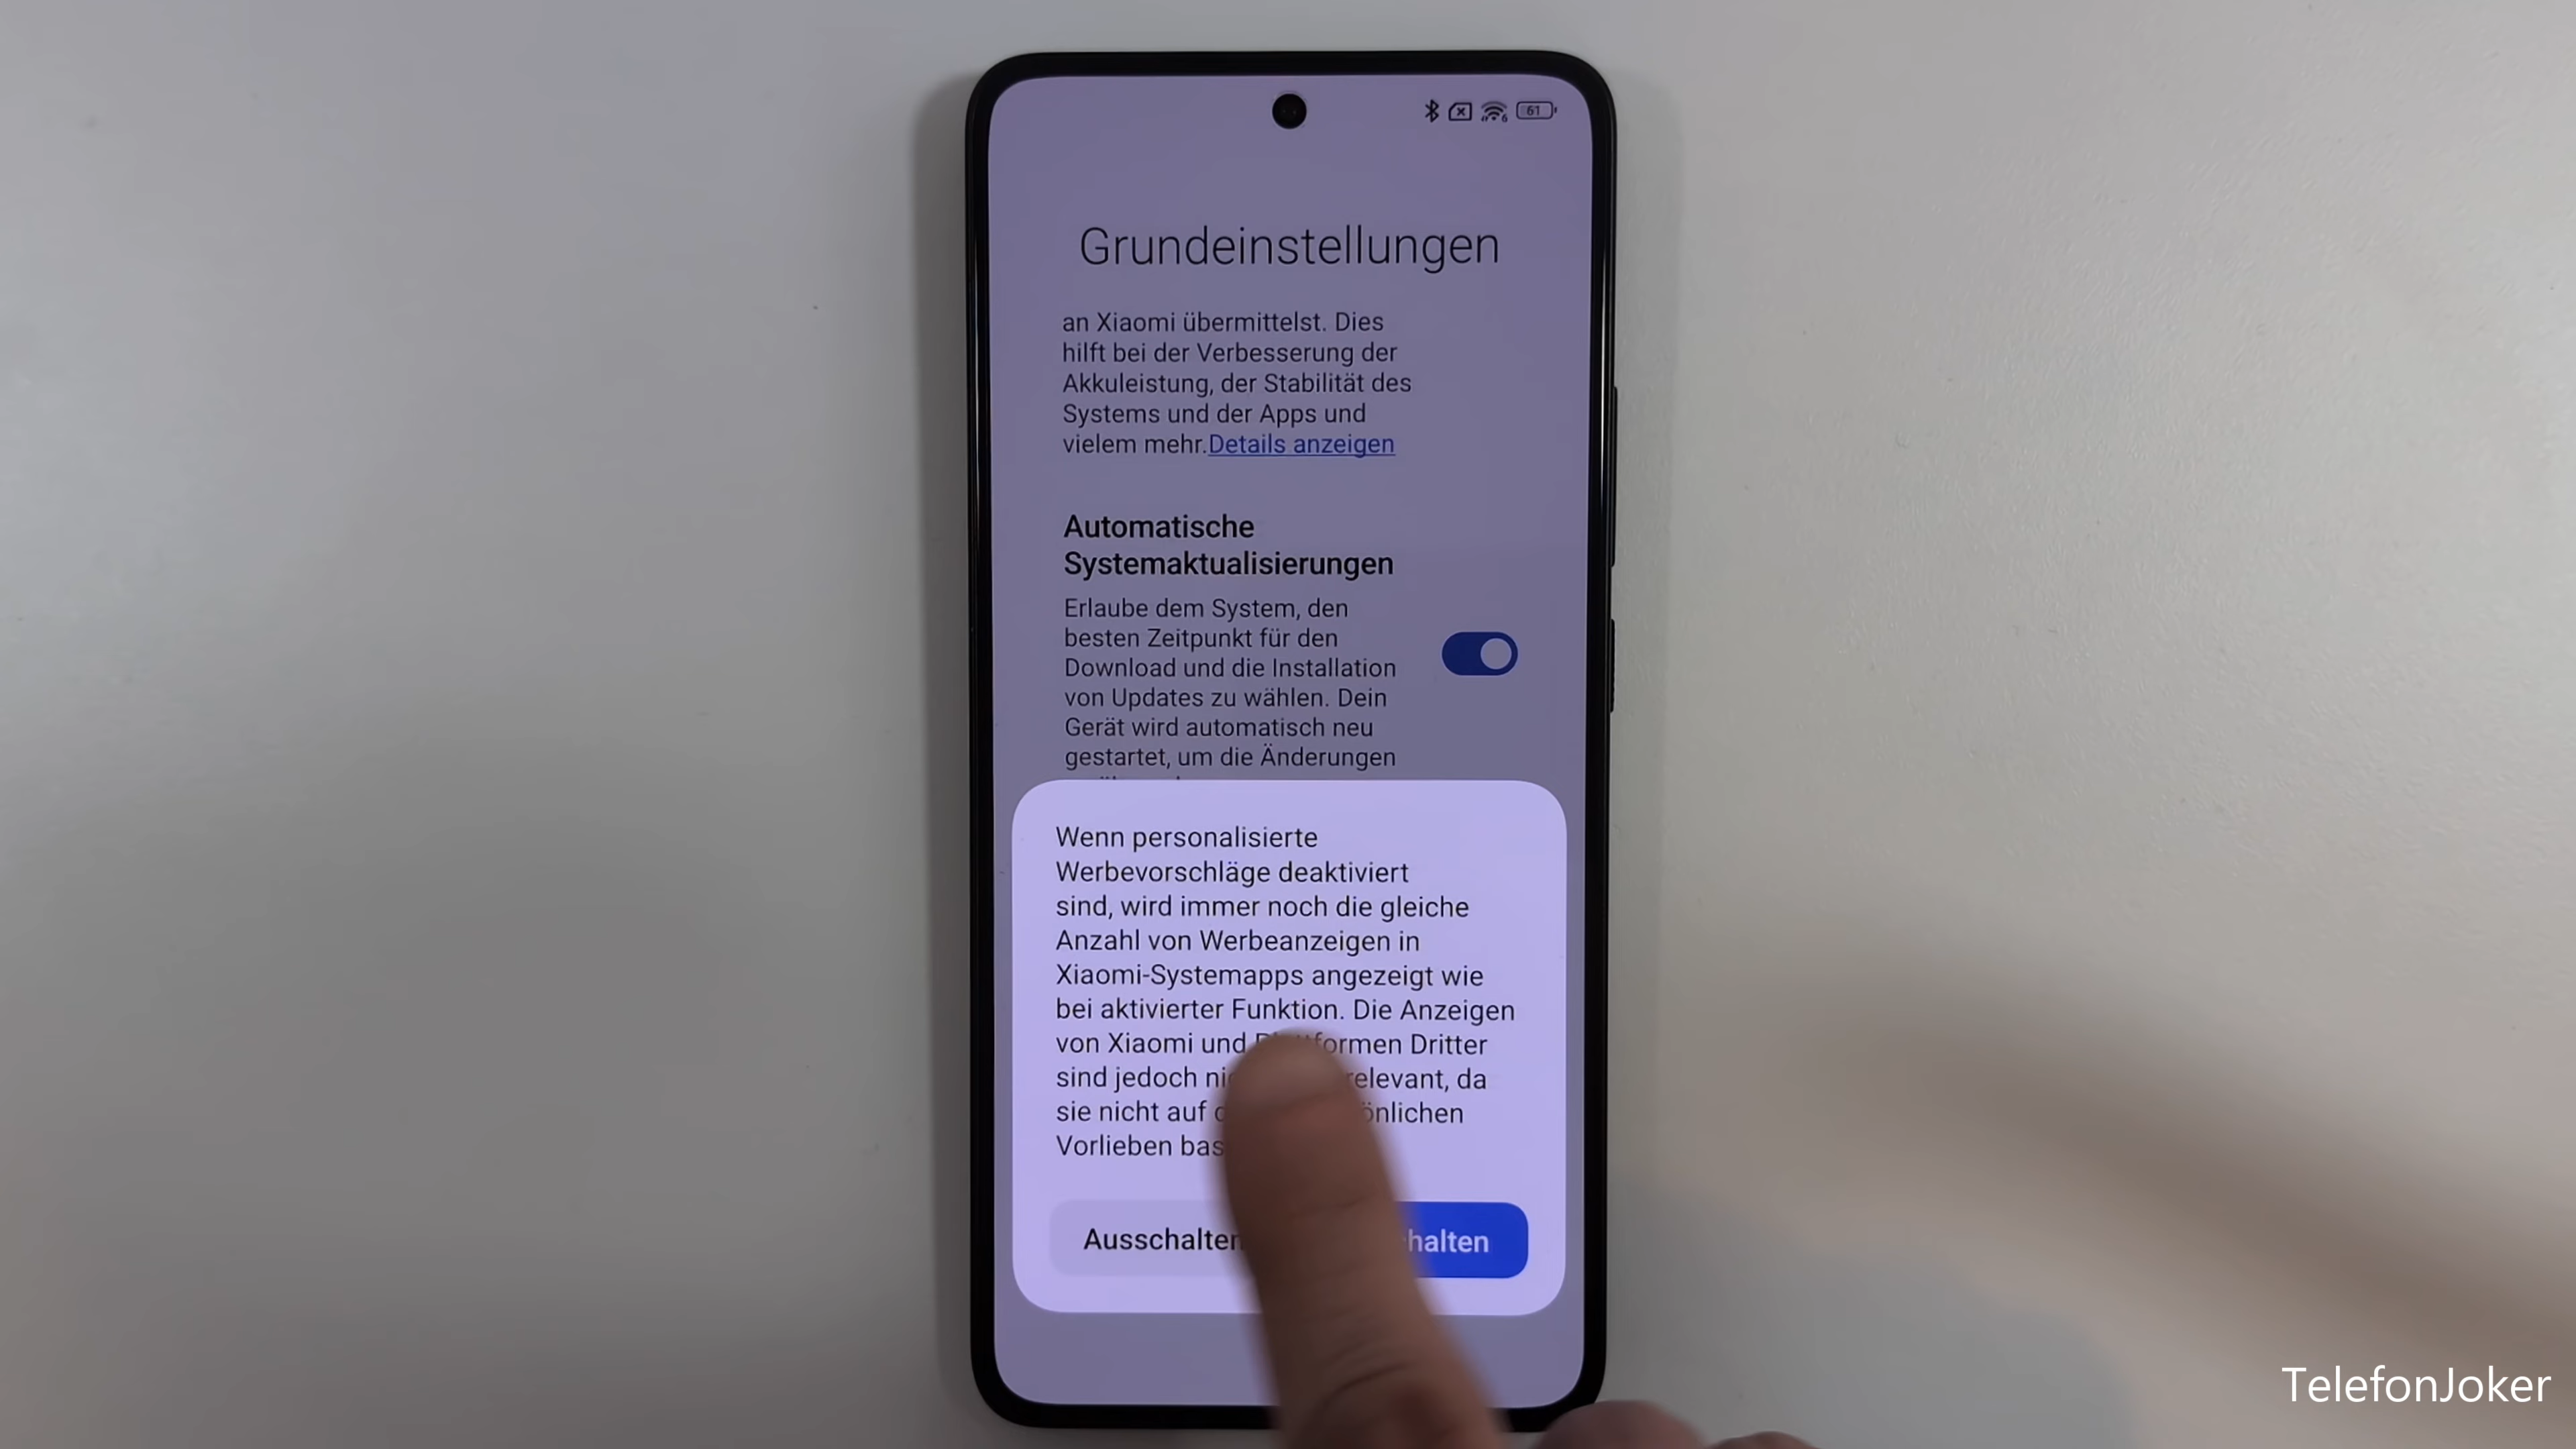 61
Grundeinstellungen
an Xiaomi übermittelst. Dies
hilft bei der Verbesserung der
Akkuleistung, der Stabilität des
Systems und der Apps und
vielem mehr.Details anzeigen
Automatische
Systemaktualisierungen
Erlaube dem System, den
besten Zeitpunkt für den
Download und die Installation
von Updates zu wählen. Dein
Gerät wird automatisch neu
gestartet, um die Änderungen
Wenn personalisierte
Werbevorschläge deaktiviert
sind, wird immer noch die gleiche
Anzahl von Werbeanzeigen in
Xiaomi-Systemapps angezeigt wie
bei aktivierter Funktion. Die Anzeigen
von Xiaomi und Dritter
sind jedoch relevant, da
sie nicht auf
Vorlieben
Ausschalten
TelefonJoker